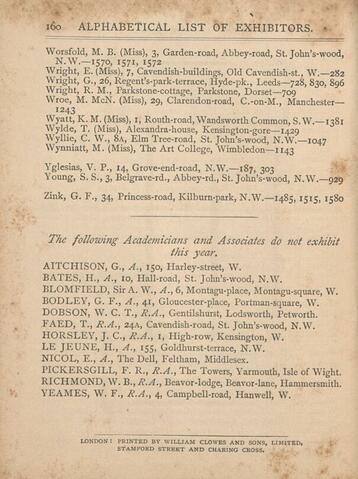 160 ALPHABETICAL LIST OF EXHIBITORS.
Worsfold, M. B. (Miss), 3, Garden-road, Abbey-road, St. John's-wood,
N.W.—1570, 1571, 1572
Wright, E. (Miss), 7, Cavendish-buildings, Old Cavendish-st., W.—282
Wright, G., 26, Regent's-park-terrace, Hyde-pk., Leeds—728, 830, 896
Wright, R. M., Parkstone-cottage, Parkstone, Dorset—709
Wroe, M. McN. (Miss), 29, Clarendon-road, C.-on-M., Manchester—
1243
Wyatt, K. M. (Miss), 1, Routh-road, Wandsworth Common, S.W.—1381
Wylde, T. (Miss), Alexandra-house, Kensington-gore—1429
Wyllie, C. W., 8A, Elm Tree-road, St. John's-wood, N.W.—1047
Wynniatt, M. (Miss), The Art College, Wimbledon—1143
Yglesias, V. P., 14, Grove-end-road, N.W.—187, 303
Young, S. S., 3, Belgrave-rd., Abbey-rd., St. John's-wood, N.W.—929
Zink, G. F., 34, Princess-road, Kilburn-park, N.W.—1485, 1515, 1580
The following Academicians and Associates do not exhibit
this year.
AITCHISON, G., A., 150, Harley-street, W.
BATES, H., A., 10, Hall-road, St. John's-wood, N.W.
BLOMFIELD, Sir A. W., A., 6, Montagu-place, Montagu-square, W.
BODLEY, G. F., A., 41, Gloucester-place, Portman-square, W.
DOBSON, W. C. T., R.A., Gentilshurst, Lodsworth, Petworth.
FAED, T., R.A., 24A, Cavendish-road, St. John's-wood, N.W.
HORSLEY, J. C., R.A., 1, High-row, Kensington, W.
LE JEUNE, H., A., 155, Goldhurst-terrace, N.W.
NICOL, E., A., The Dell, Feltham, Middlesex.
PICKERSGILL, F. R., R.A., The Towers, Yarmouth, Isle of Wight.
RICHMOND, W. B., R.A., Beavor-lodge, Beavor-lane, Hammersmith.
YEAMES, W. F., R.A., 4, Campbell-road, Hanwell, W.
LONDON: PRINTED BY WILLIAM CLOWES AND SONS, LIMITED,
STAMFORD STREET AND CHARING CROSS.